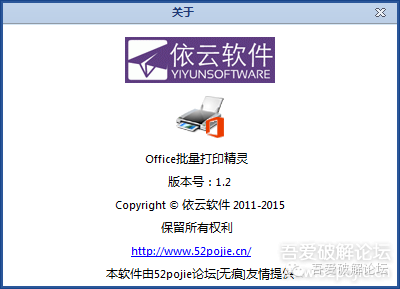 关于
依云软件
YIYUNSOFTWARE
Office批量打印精灵
版本号：1.2
Copyright © 依云软件 2011-2015
保留所有权利
http://www.52pojie.cn/
本软件由52pojie论坛[无痕]友情提供
吾爱破解论坛
吾爱破解论坛